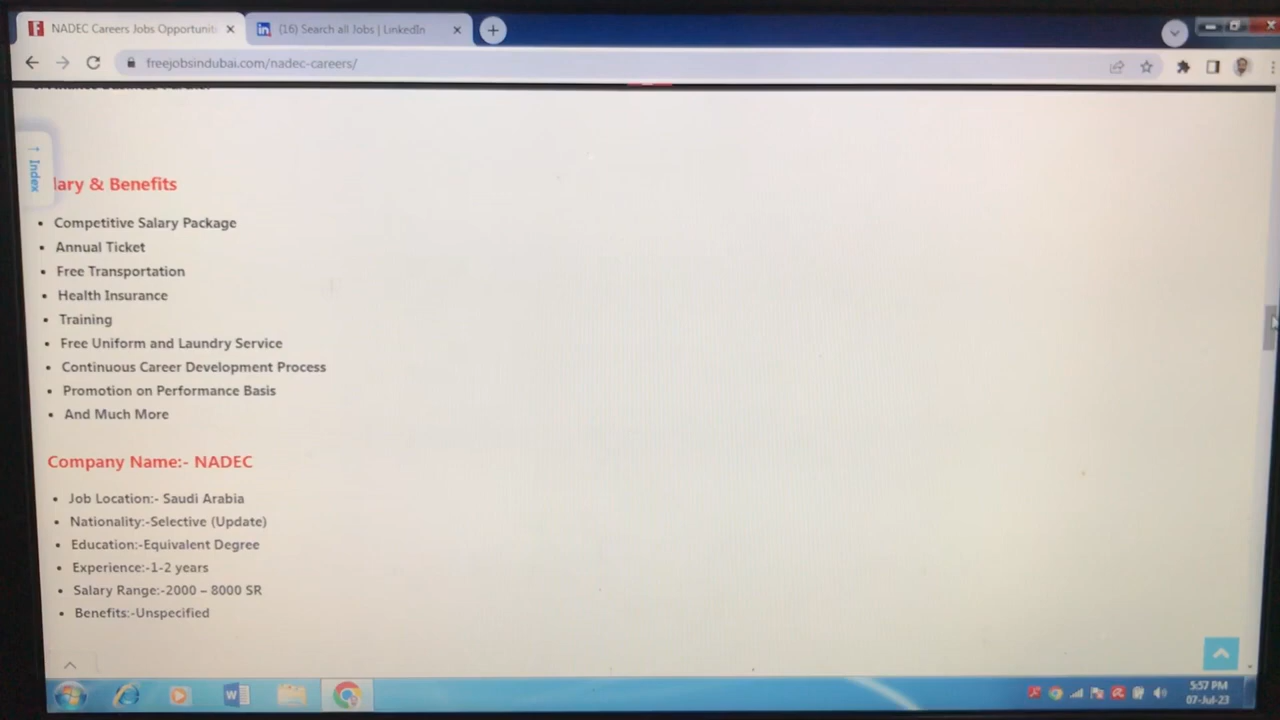 NADEC Careers Jobs Opportunit
(16) Search all Jobs | LinkedIn
freejobsindubai.com/nadec-careers/
↑ Index
lary & Benefits
• Competitive Salary Package
• Annual Ticket
• Free Transportation
• Health Insurance
• Training
• Free Uniform and Laundry Service
• Continuous Career Development Process
• Promotion on Performance Basis
• And Much More
Company Name:- NADEC
• Job Location:- Saudi Arabia
• Nationality:-Selective (Update)
• Education:-Equivalent Degree
• Experience:-1-2 years
• Salary Range:-2000 – 8000 SR
• Benefits:-Unspecified
5:57 PM
07-Jul-23